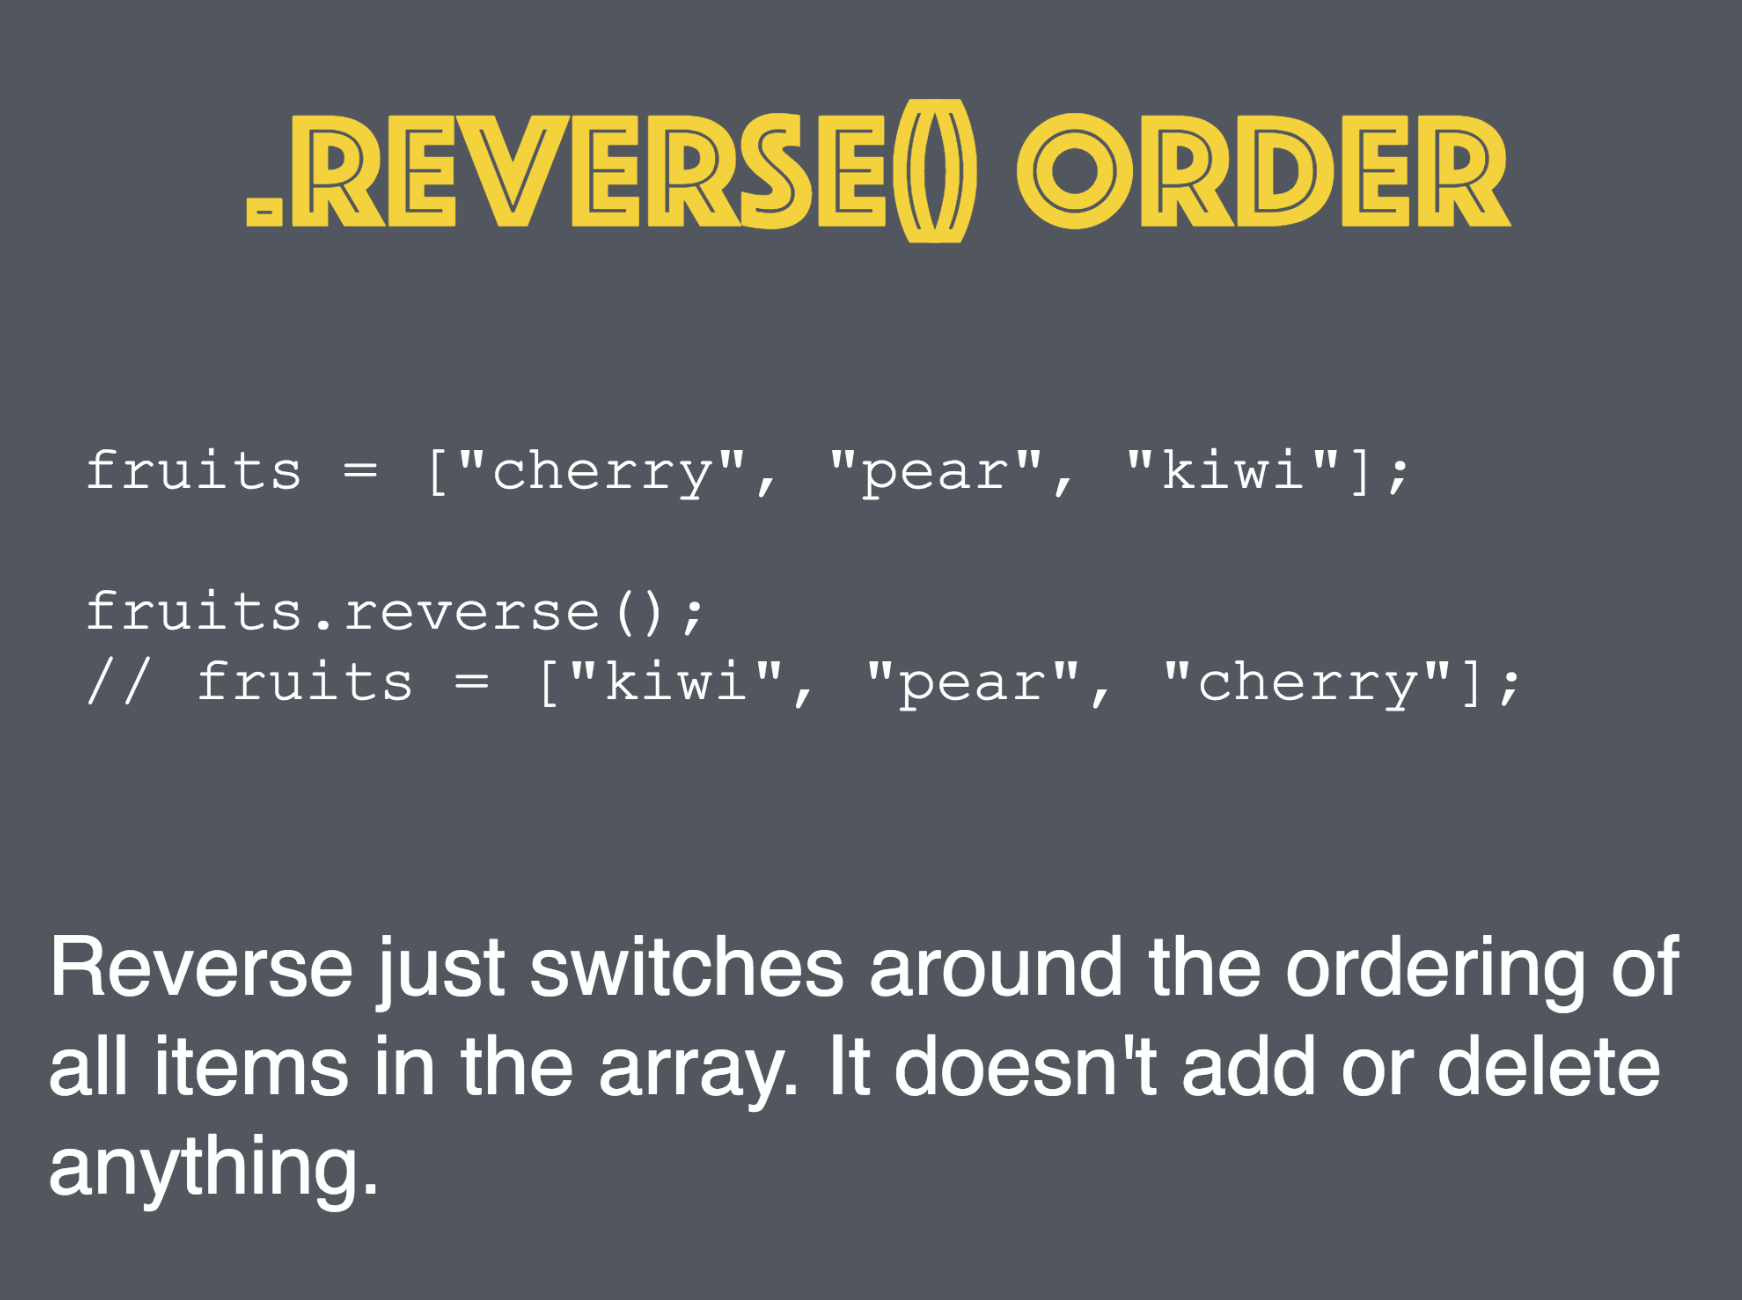 .REVERSE() ORDER
fruits = ["cherry", "pear", "kiwi"];
fruits.reverse();
// fruits = ["kiwi", "pear", "cherry"];
Reverse just switches around the ordering of
all items in the array. It doesn't add or delete
anything.